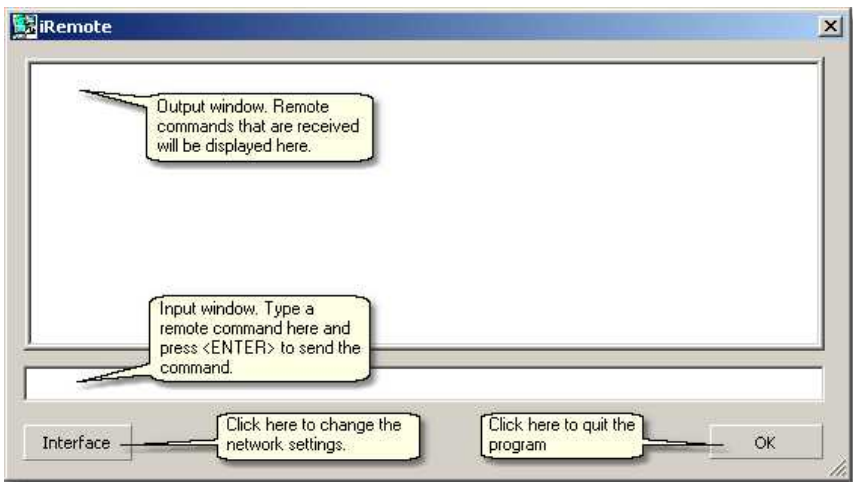 iRemote
Output window. Remote
commands that are received
will be displayed here.
Input window. Type a
remote command here and
press <ENTER> to send the
command.
Interface
Click here to change the
network settings.
Click here to quit the
program
OK